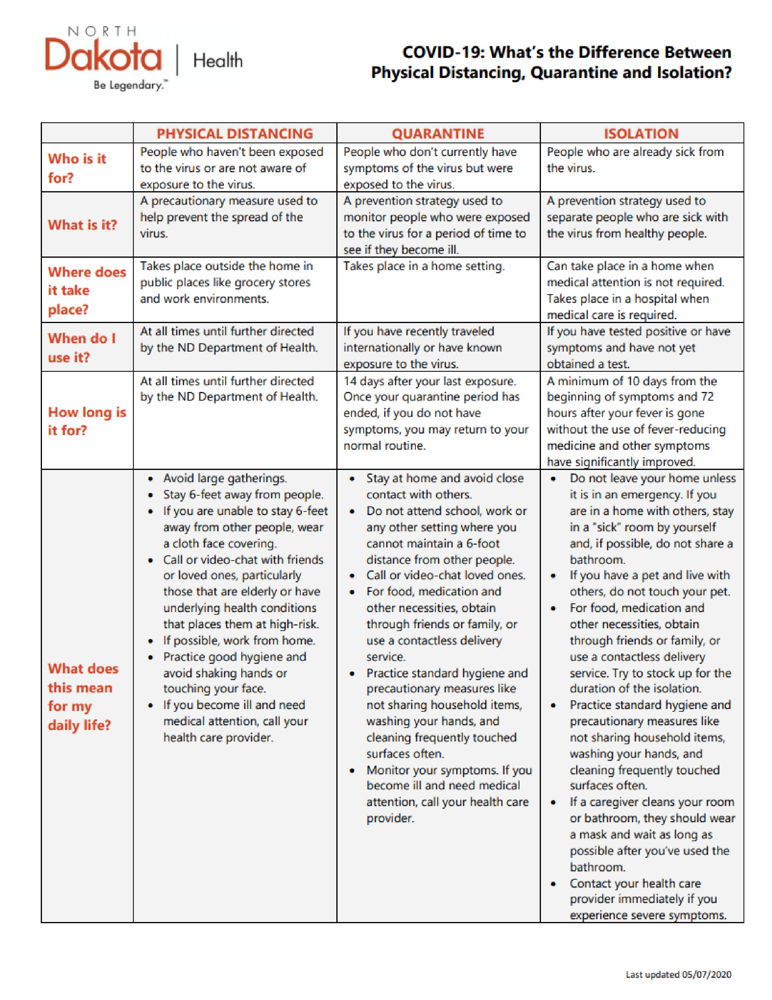 NORTH
Dakota | Health
Be Legendary.™
COVID-19: What's the Difference Between
Physical Distancing, Quarantine and Isolation?
PHYSICAL DISTANCING
QUARANTINE
ISOLATION
Who is it
for?
People who haven't been exposed
to the virus or are not aware of
exposure to the virus.
People who don't currently have
symptoms of the virus but were
exposed to the virus.
People who are already sick from
the virus.
What is it?
A precautionary measure used to
help prevent the spread of the
virus.
A prevention strategy used to
monitor people who were exposed
to the virus for a period of time to
see if they become ill.
A prevention strategy used to
separate people who are sick with
the virus from healthy people.
Where does
it take
place?
Takes place outside the home in
public places like grocery stores
and work environments.
Takes place in a home setting.
Can take place in a home when
medical attention is not required.
Takes place in a hospital when
medical care is required.
When do I
use it?
At all times until further directed
by the ND Department of Health.
If you have recently traveled
internationally or have known
exposure to the virus.
If you have tested positive or have
symptoms and have not yet
obtained a test.
How long is
it for?
At all times until further directed
by the ND Department of Health.
14 days after your last exposure.
Once your quarantine period has
ended, if you do not have
symptoms, you may return to your
normal routine.
A minimum of 10 days from the
beginning of symptoms and 72
hours after your fever is gone
without the use of fever-reducing
medicine and other symptoms
have significantly improved.
What does
this mean
for my
daily life?
• Avoid large gatherings.
• Stay 6-feet away from people.
• If you are unable to stay 6-feet
away from other people, wear
a cloth face covering.
• Call or video-chat with friends
or loved ones, particularly
those that are elderly or have
underlying health conditions
that places them at high-risk.
• If possible, work from home.
• Practice good hygiene and
avoid shaking hands or
touching your face.
• If you become ill and need
medical attention, call your
health care provider.
• Stay at home and avoid close
contact with others.
• Do not attend school, work or
any other setting where you
cannot maintain a 6-foot
distance from other people.
• Call or video-chat loved ones.
• For food, medication and
other necessities, obtain
through friends or family, or
use a contactless delivery
service.
• Practice standard hygiene and
precautionary measures like
not sharing household items,
washing your hands, and
cleaning frequently touched
surfaces often.
• Monitor your symptoms. If you
become ill and need medical
attention, call your health care
provider.
• Do not leave your home unless
it is in an emergency. If you
are in a home with others, stay
in a "sick" room by yourself
and, if possible, do not share a
bathroom.
• If you have a pet and live with
others, do not touch your pet.
• For food, medication and
other necessities, obtain
through friends or family, or
use a contactless delivery
service. Try to stock up for the
duration of the isolation.
• Practice standard hygiene and
precautionary measures like
not sharing household items,
washing your hands, and
cleaning frequently touched
surfaces often.
• If a caregiver cleans your room
or bathroom, they should wear
a mask and wait as long as
possible after you've used the
bathroom.
• Contact your health care
provider immediately if you
experience severe symptoms.
Last updated 05/07/2020